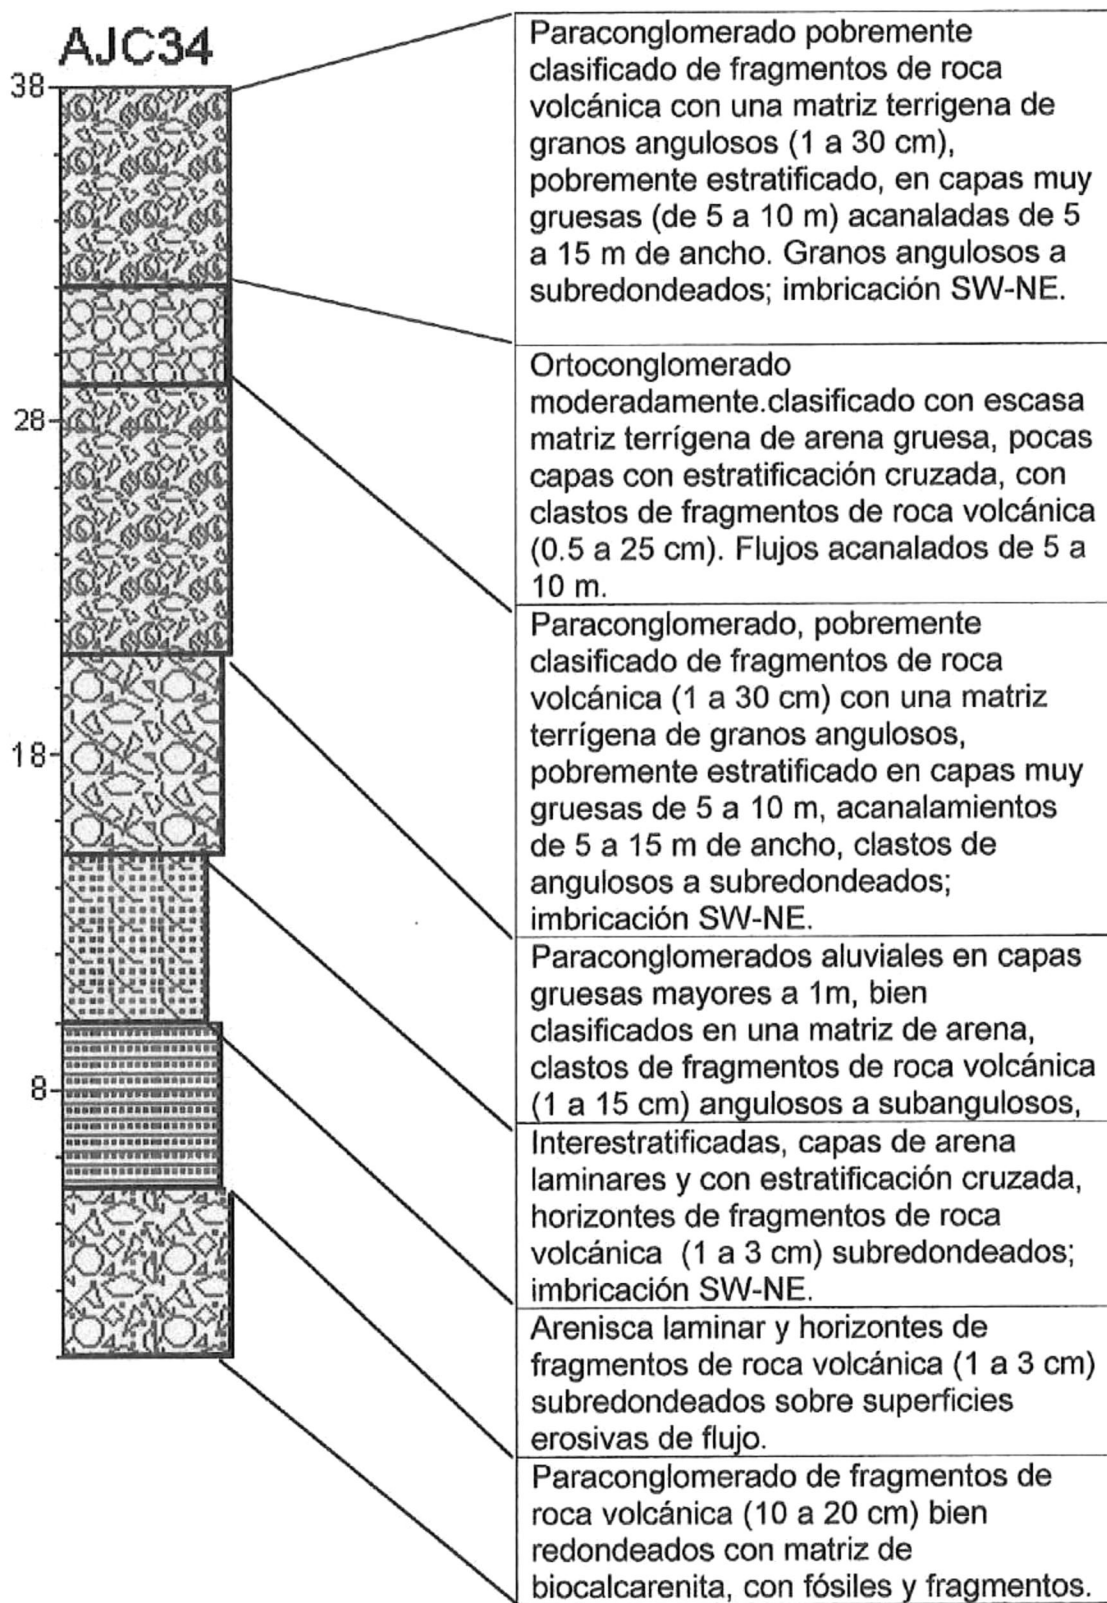 AJC34
38
28
18
8
Paraconglomerado pobremente
clasificado de fragmentos de roca
volcánica con una matriz terrigena de
granos angulosos (1 a 30 cm),
pobremente estratificado, en capas muy
gruesas (de 5 a 10 m) acanaladas de 5
a 15 m de ancho. Granos angulosos a
subredondeados; imbricación SW-NE.
Ortoconglomerado
moderadamente.clasificado con escasa
matriz terrígena de arena gruesa, pocas
capas con estratificación cruzada, con
clastos de fragmentos de roca volcánica
(0.5 a 25 cm). Flujos acanalados de 5 a
10 m.
Paraconglomerado, pobremente
clasificado de fragmentos de roca
volcánica (1 a 30 cm) con una matriz
terrígena de granos angulosos,
pobremente estratificado en capas muy
gruesas de 5 a 10 m, acanalamientos
de 5 a 15 m de ancho, clastos de
angulosos a subredondeados;
imbricación SW-NE.
Paraconglomerados aluviales en capas
gruesas mayores a 1m, bien
clasificados en una matriz de arena,
clastos de fragmentos de roca volcánica
(1 a 15 cm) angulosos a subangulosos,
Interestratificadas, capas de arena
laminares y con estratificación cruzada,
horizontes de fragmentos de roca
volcánica (1 a 3 cm) subredondeados;
imbricación SW-NE.
Arenisca laminar y horizontes de
fragmentos de roca volcánica (1 a 3 cm)
subredondeados sobre superficies
erosivas de flujo.
Paraconglomerado de fragmentos de
roca volcánica (10 a 20 cm) bien
redondeados con matriz de
biocalcarenita, con fósiles y fragmentos.